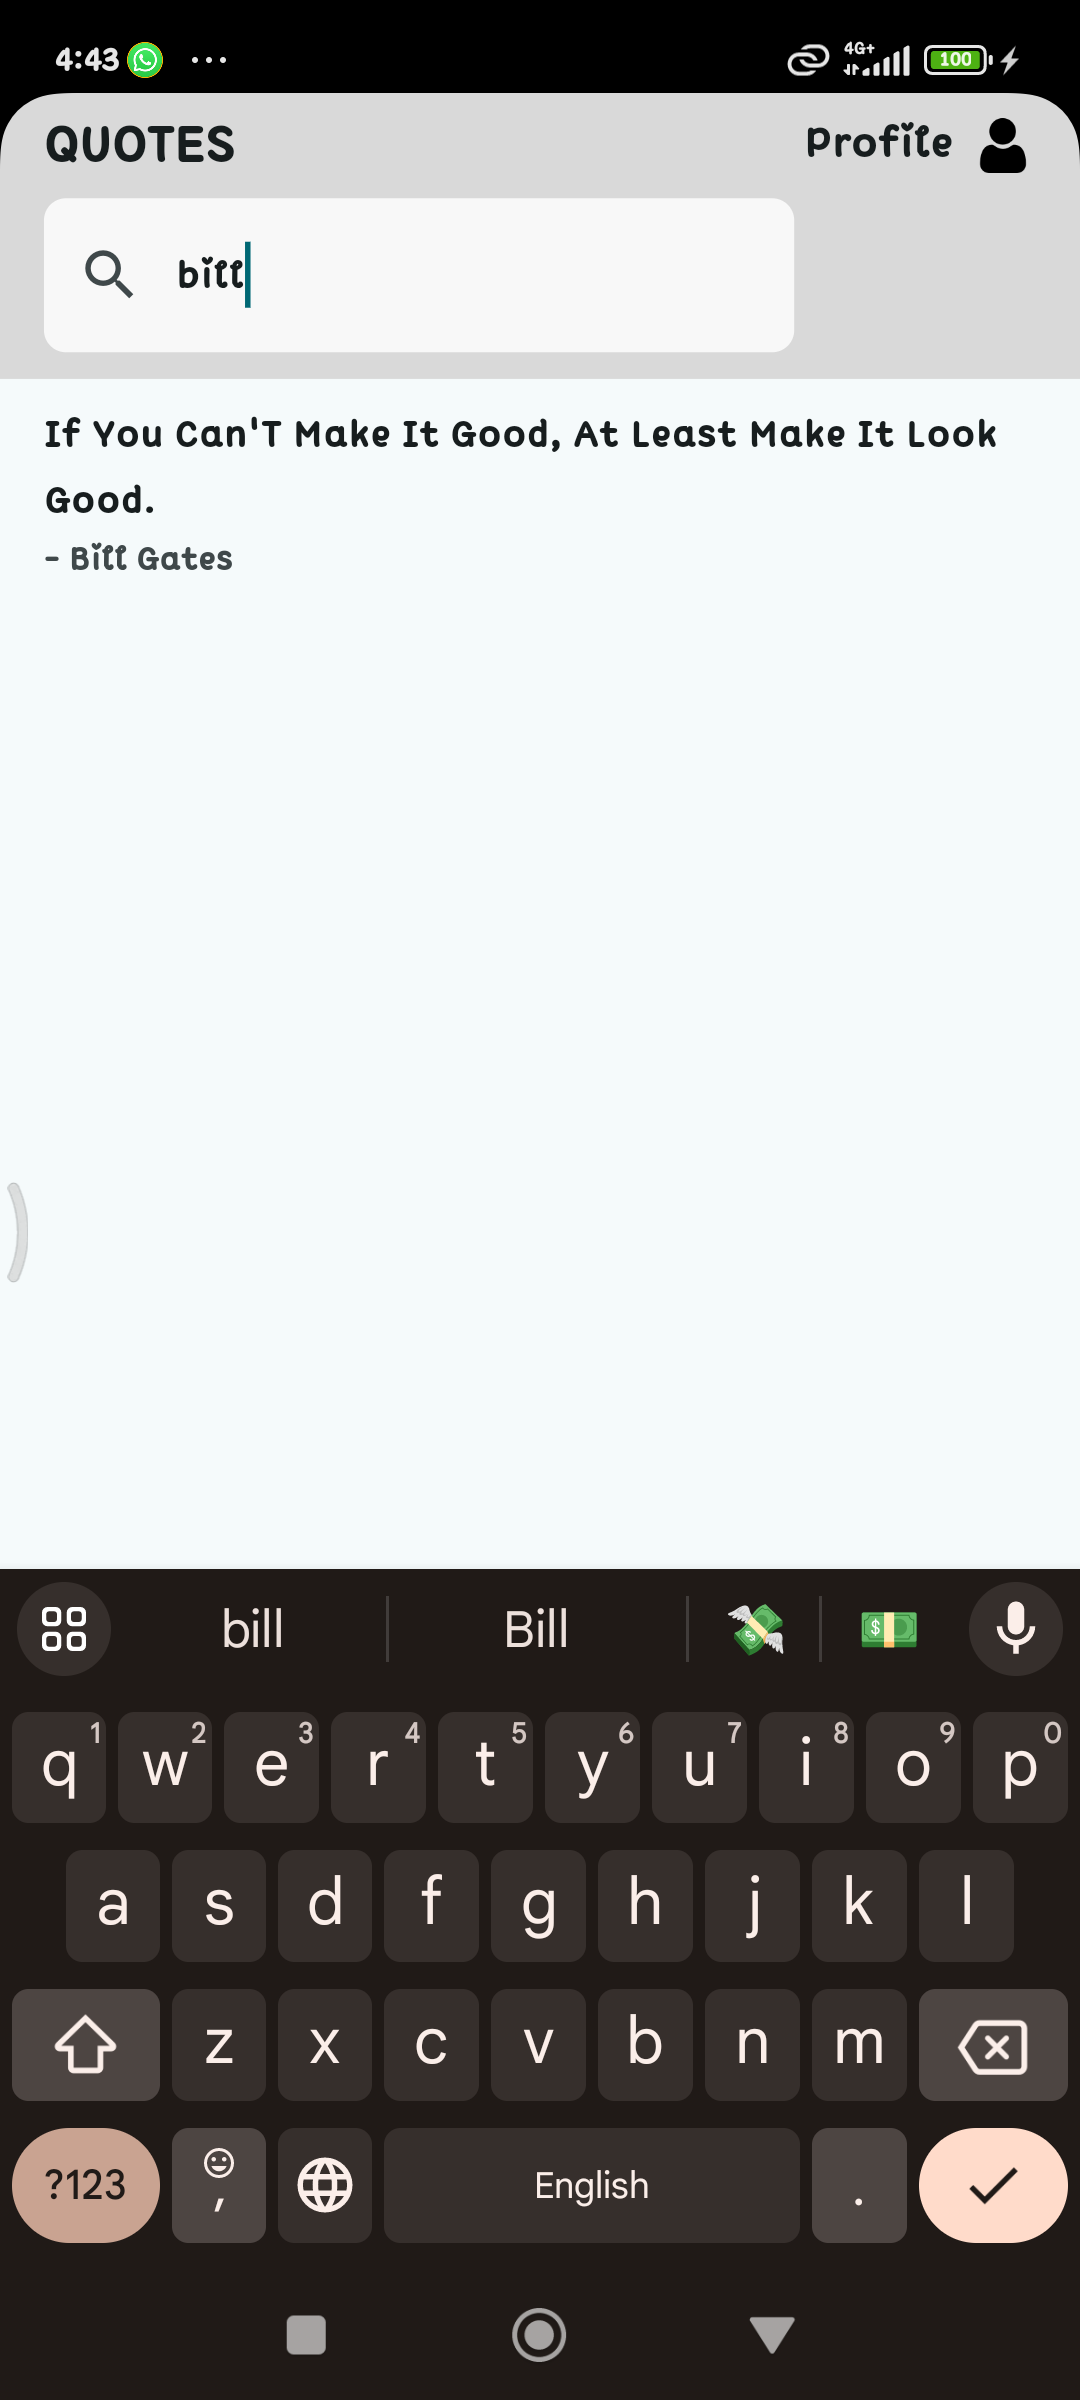 4:43 ... 4G+ 100
QUOTES Profile
bill
If You Can'T Make It Good, At Least Make It Look
Good.
- Bill Gates
bill Bill
q 1 w 2 e 3 r 4 t 5 y 6 u 7 i 8 o 9 p 0
a s d f g h j k l
z x c v b n m
?123 , English .